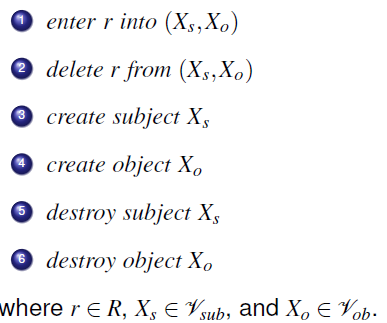 1 enter r into (Xs, Xo)
2 delete r from (Xs, Xo)
3 create subject Xs
4 create object Xo
5 destroy subject Xs
6 destroy object Xo
where r ∈ R, Xs ∈ 𝒱sub, and Xo ∈ 𝒱ob.